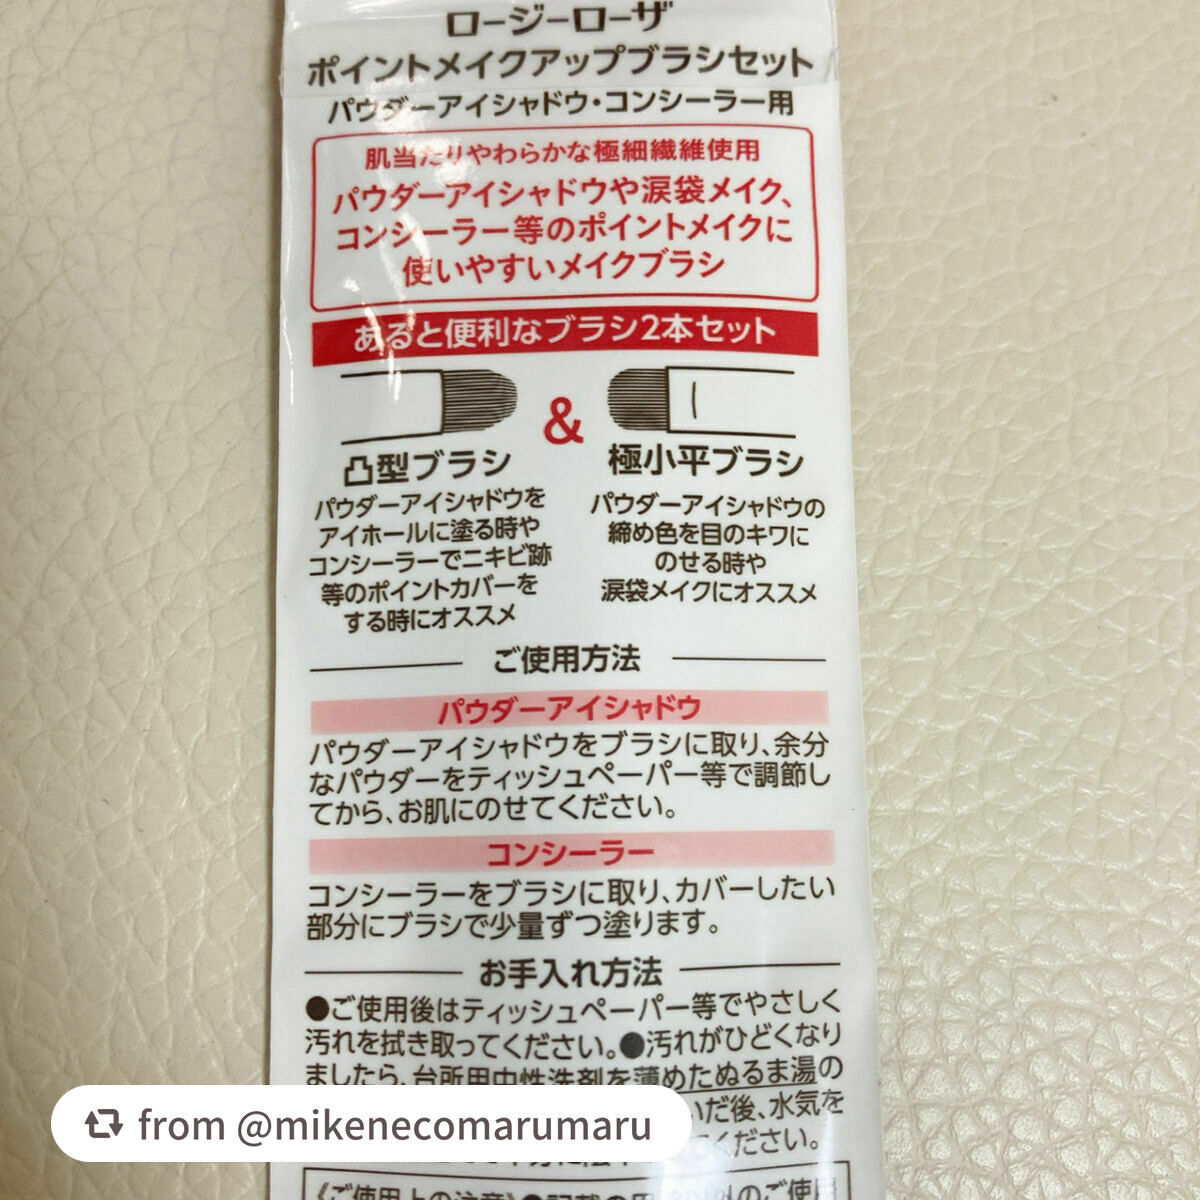 ロージーローザ
ポイントメイクアップブラシセット
パウダーアイシャドウ・コンシーラー用
肌当たりやわらかな極細繊維使用
パウダーアイシャドウや涙袋メイク、
コンシーラー等のポイントメイクに
使いやすいメイクブラシ
あると便利なブラシ2本セット
&
凸型ブラシ
パウダーアイシャドウを
アイホールに塗る時や
コンシーラーでニキビ跡
等のポイントカバーを
する時にオススメ
極小平ブラシ
パウダーアイシャドウの
締め色を目のキワに
のせる時や
涙袋メイクにオススメ
ご使用方法
パウダーアイシャドウ
パウダーアイシャドウをブラシに取り、余分
なパウダーをティッシュペーパー等で調節し
てから、お肌にのせてください。
コンシーラー
コンシーラーをブラシに取り、カバーしたい
部分にブラシで少量ずつ塗ります。
お手入れ方法
●ご使用後はティッシュペーパー等でやさしく
汚れを拭き取ってください。●汚れがひどくなり
ましたら、台所用中性洗剤を薄めたぬるま湯の
いだ後、水気を
ください。
《ご使用上の注意》●記載の用
のご使用
from @mikenecomarumaru